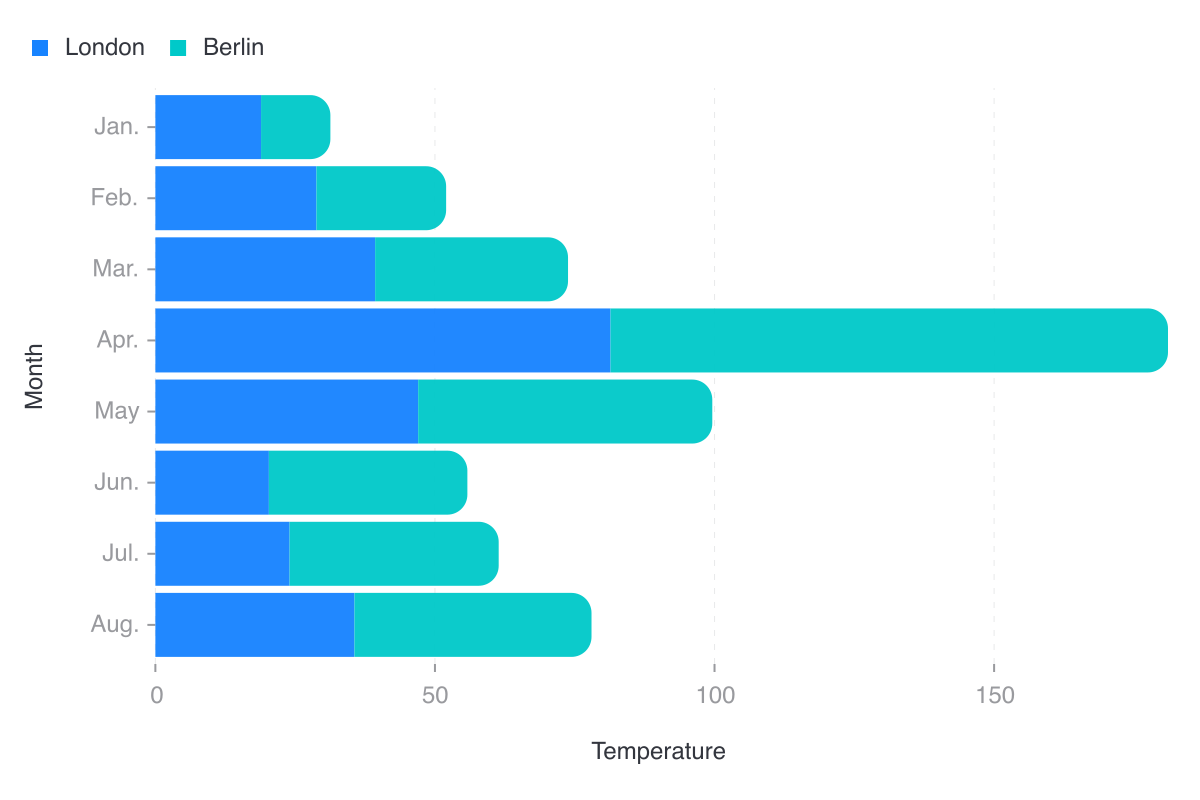 London Berlin
Jan.
Feb.
Mar.
Apr.
May
Jun.
Jul.
Aug.
Month
0 50 100 150
Temperature